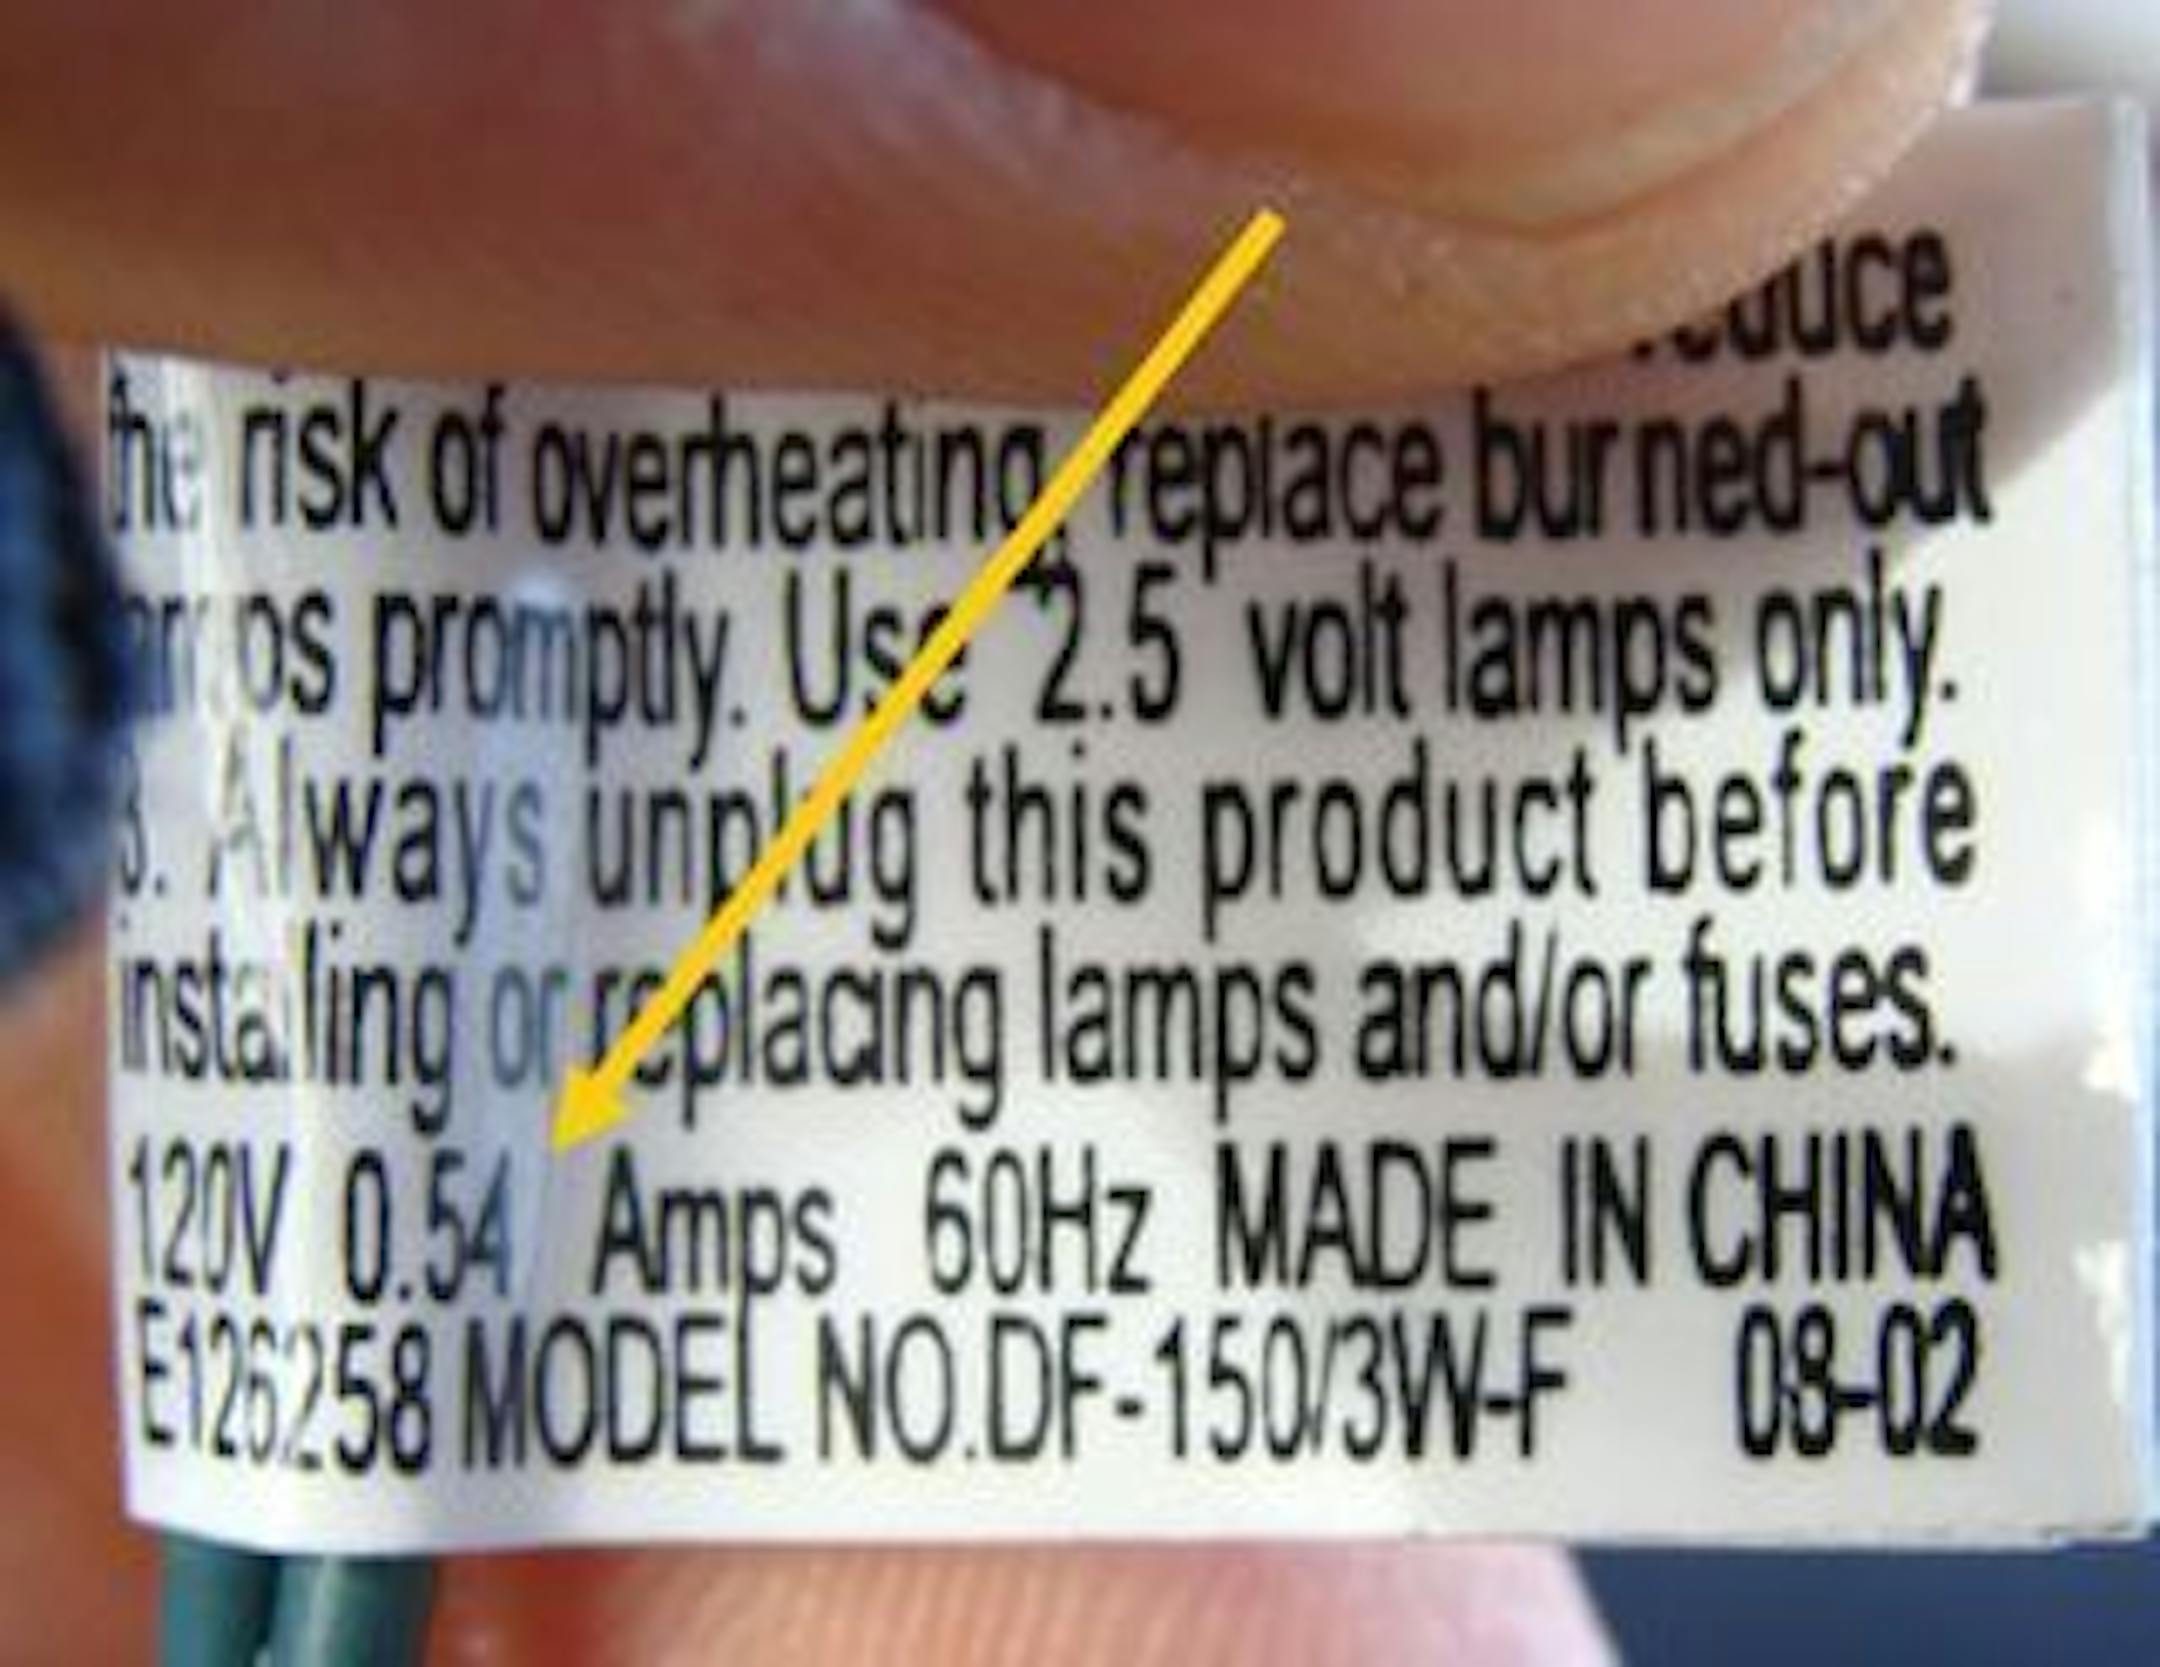 the risk of overheating, replace burned-out
promptly. Use 2.5 volt lamps only.
3. Always unplug this product before
installing or replacing lamps and/or fuses.
120V 0.54 Amps 60Hz MADE IN CHINA
E126258 MODEL NO.DF-150/3W-F 08-02